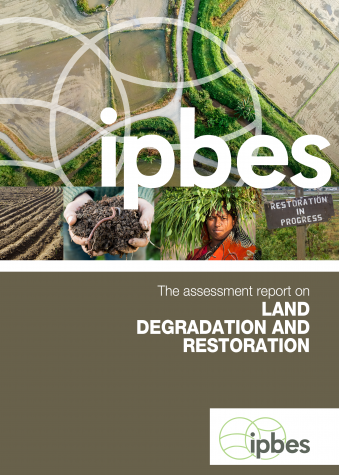 ipbes
RESTORATION
IN
PROGRESS
The assessment report on
LAND
DEGRADATION AND
RESTORATION
ipbes